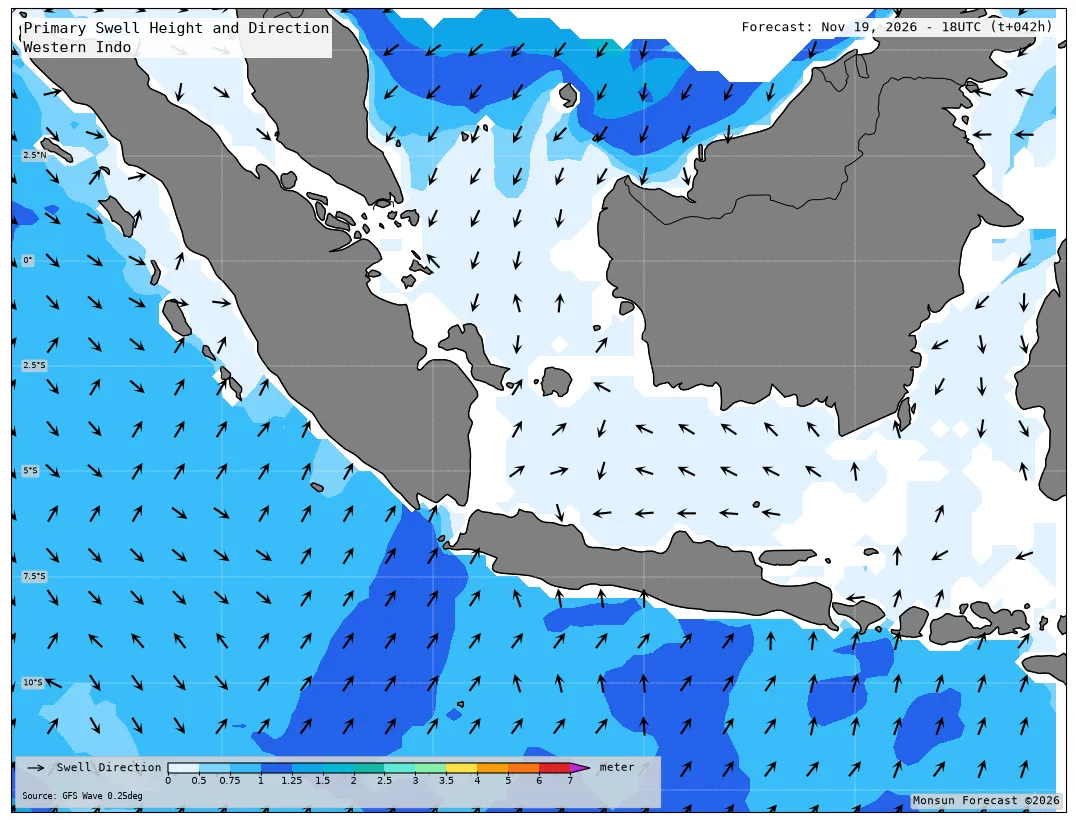 Primary Swell Height and Direction
Western Indo
Forecast: Nov 19, 2026 - 18UTC (t+042h)
2.5°N
0°
2.5°S
5°S
7.5°S
10°S
Swell Direction
0 0.5 0.75 1 1.25 1.5 2 2.5 3 3.5 4 5 6 7
meter
Source: GFS Wave 0.25deg
Monsun Forecast ©2026